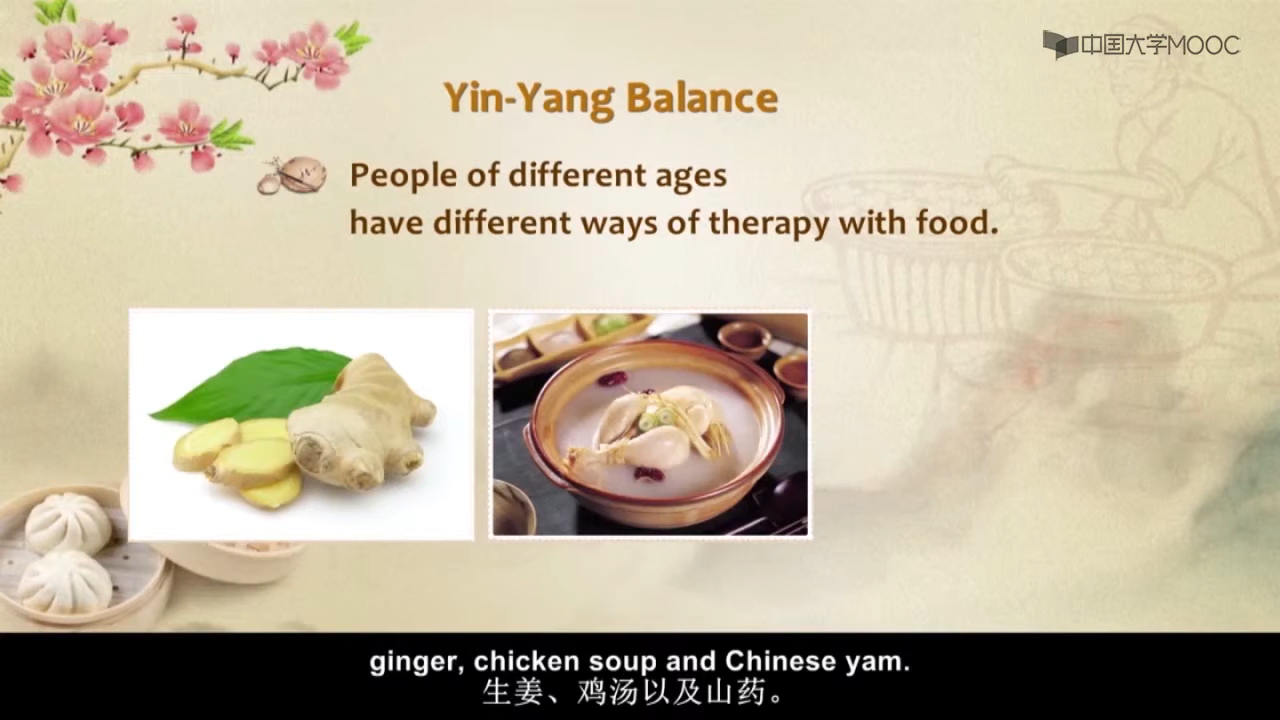 中国大学MOOC
Yin-Yang Balance
People of different ages
have different ways of therapy with food.
ginger, chicken soup and Chinese yam.
生姜、鸡汤以及山药。